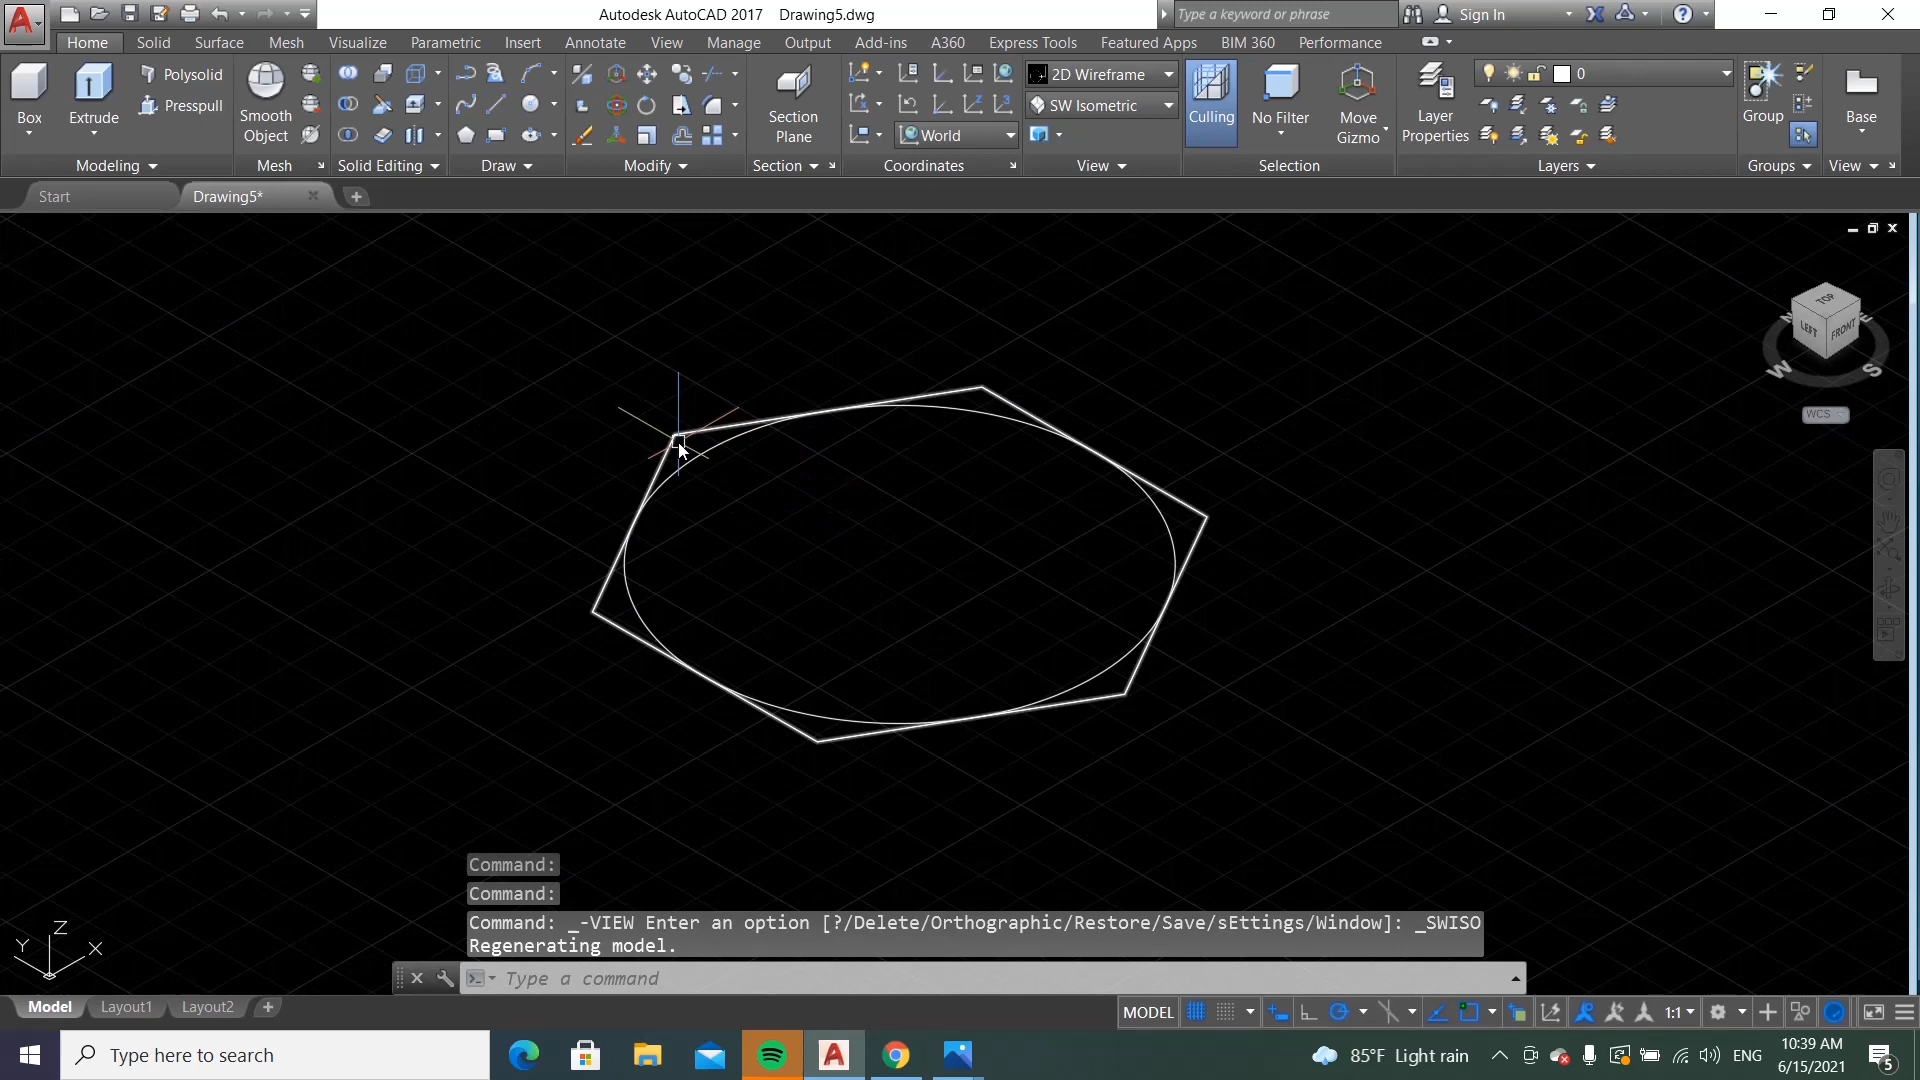 Autodesk AutoCAD 2017 Drawing5.dwg
Type a keyword or phrase
Sign In
Home Solid Surface Mesh Visualize Parametric Insert Annotate View Manage Output Add-ins A360 Express Tools Featured Apps BIM 360 Performance
Box
Extrude
Polysolid
Presspull
Smooth
Object
Section
Plane
World
2D Wireframe
SW Isometric
Culling
No Filter
Move
Gizmo
Layer
Properties
0
Group
Base
Modeling Mesh Solid Editing Draw Modify Section Coordinates View Selection Layers Groups View
Start Drawing5*
TOP
LEFT FRONT
W S
WCS
Command:
Command:
Command: _-VIEW Enter an option [?/Delete/Orthographic/Restore/Save/sEttings/Window]: _SWISO
Regenerating model.
Type a command
Z
Y X
Model Layout1 Layout2
MODEL 1:1
Type here to search
85°F Light rain
ENG
10:39 AM
6/15/2021
5